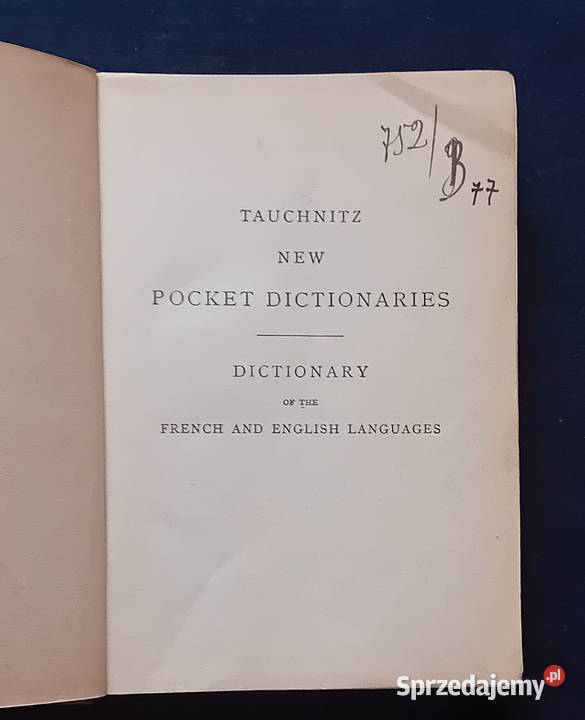 752/B 77
TAUCHNITZ
NEW
POCKET DICTIONARIES
DICTIONARY
OF THE
FRENCH AND ENGLISH LANGUAGES
Sprzedajemy.pl